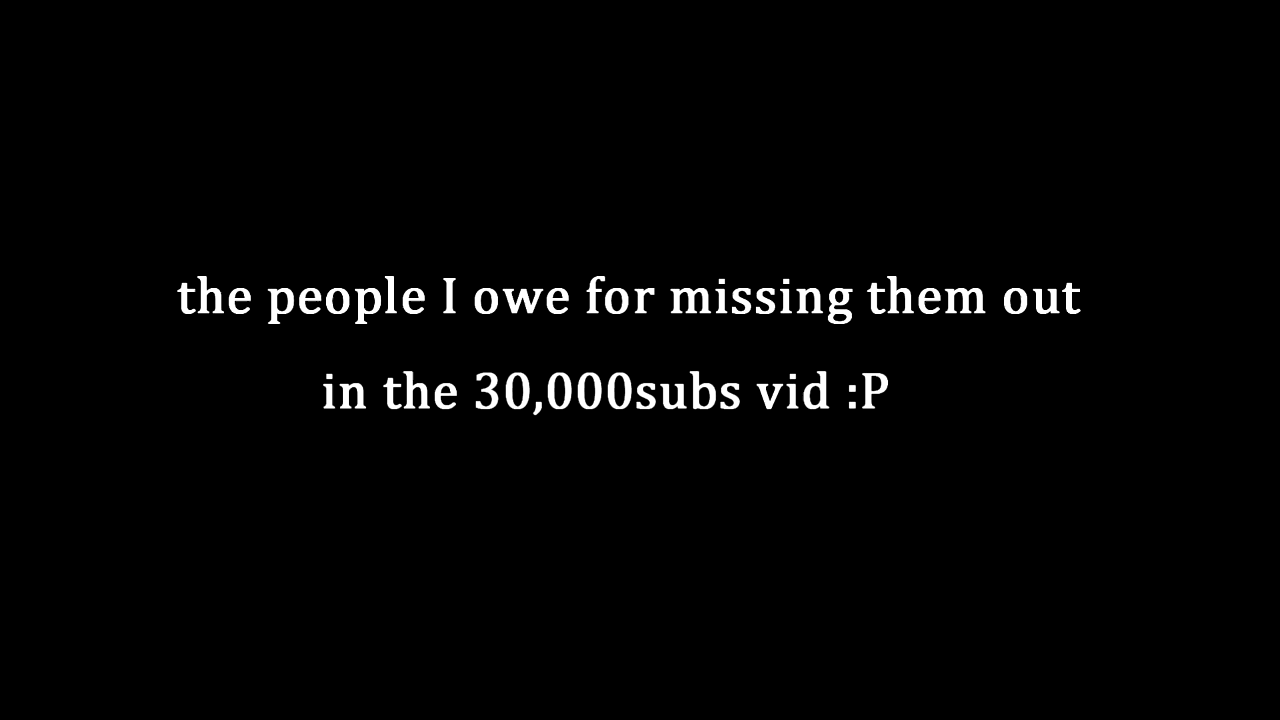 the people I owe for missing them out
in the 30,000subs vid :P